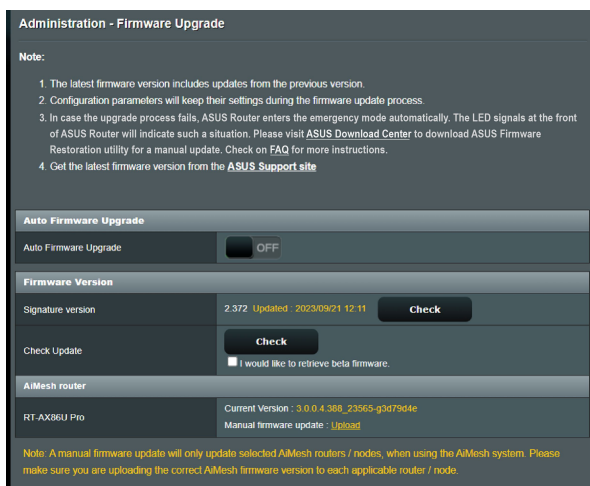 Administration - Firmware Upgrade
Note:
1. The latest firmware version includes updates from the previous version.
2. Configuration parameters will keep their settings during the firmware update process.
3. In case the upgrade process fails, ASUS Router enters the emergency mode automatically. The LED signals at the front
of ASUS Router will indicate such a situation. Please visit ASUS Download Center to download ASUS Firmware
Restoration utility for a manual update. Check on FAQ for more instructions.
4. Get the latest firmware version from the ASUS Support site
Auto Firmware Upgrade
Auto Firmware Upgrade OFF
Firmware Version
Signature version 2.372 Updated : 2023/09/21 12:11 Check
Check Update Check
I would like to retrieve beta firmware.
AiMesh router
RT-AX86U Pro Current Version : 3.0.0.4.388_23565-g3d79d4e
Manual firmware update : Upload
Note: A manual firmware update will only update selected AiMesh routers / nodes, when using the AiMesh system. Please
make sure you are uploading the correct AiMesh firmware version to each applicable router / node.